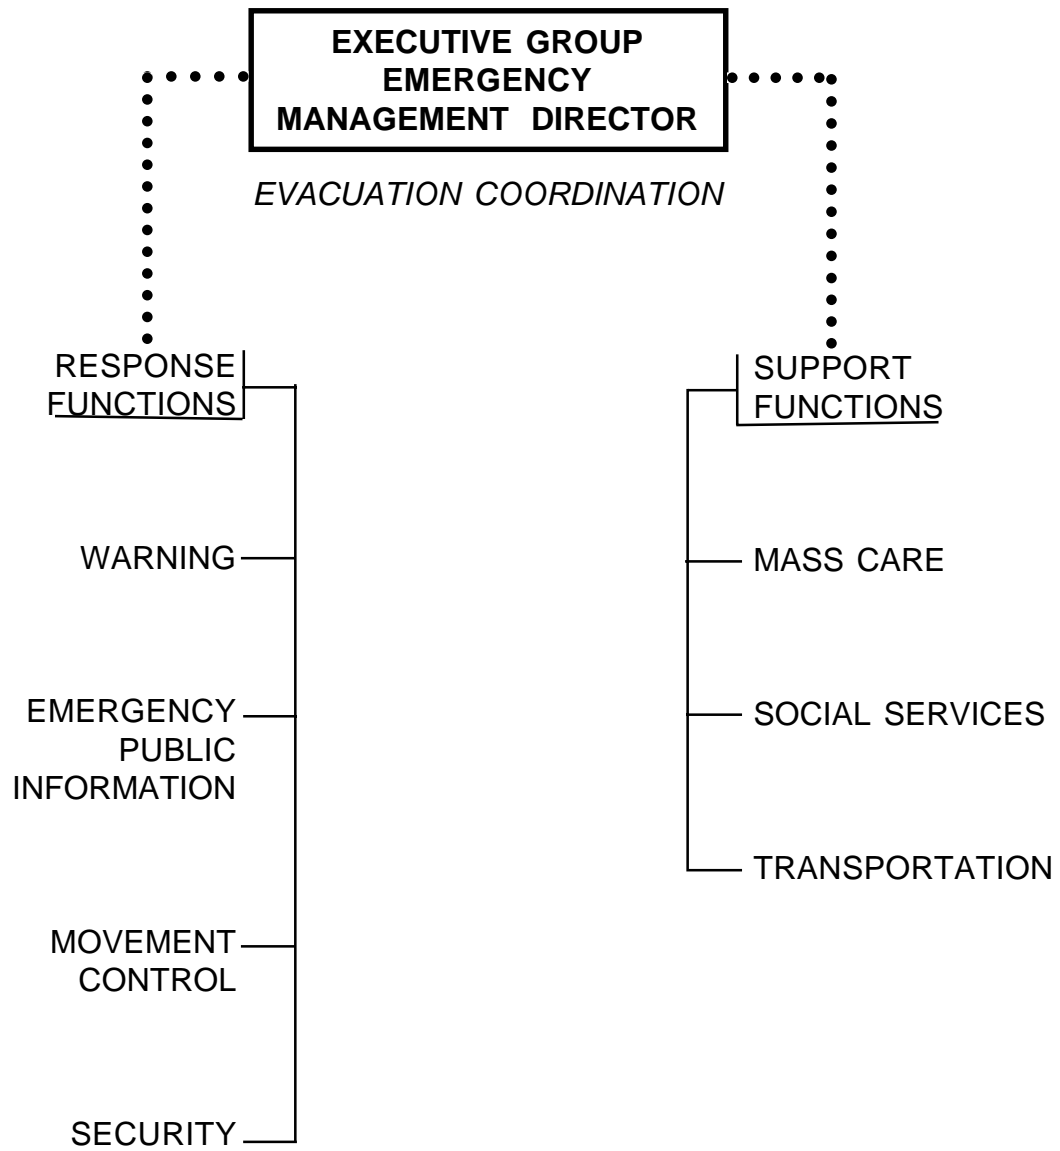 EXECUTIVE GROUP
EMERGENCY
MANAGEMENT DIRECTOR
EVACUATION COORDINATION
RESPONSE
FUNCTIONS
WARNING
EMERGENCY
PUBLIC
INFORMATION
MOVEMENT
CONTROL
SECURITY
SUPPORT
FUNCTIONS
MASS CARE
SOCIAL SERVICES
TRANSPORTATION